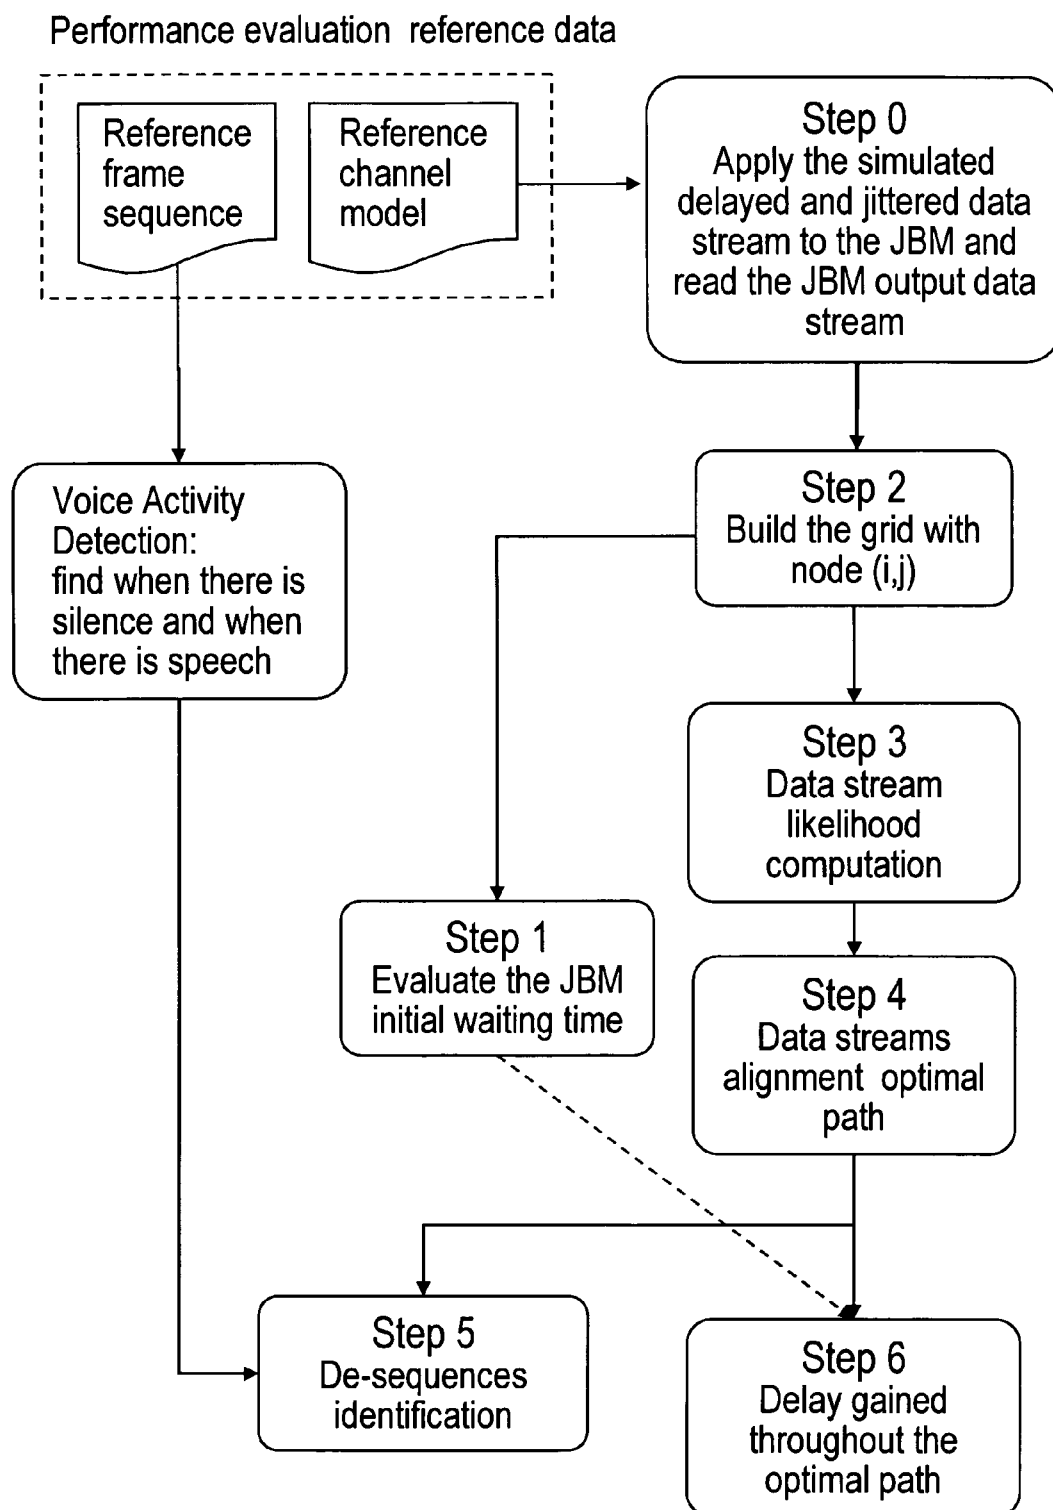 Performance evaluation reference data
Reference
frame
sequence
Reference
channel
model
Step 0
Apply the simulated
delayed and jittered data
stream to the JBM and
read the JBM output data
stream
Voice Activity
Detection:
find when there is
silence and when
there is speech
Step 2
Build the grid with
node (i,j)
Step 3
Data stream
likelihood
computation
Step 1
Evaluate the JBM
initial waiting time
Step 4
Data streams
alignment optimal
path
Step 5
De-sequences
identification
Step 6
Delay gained
throughout the
optimal path